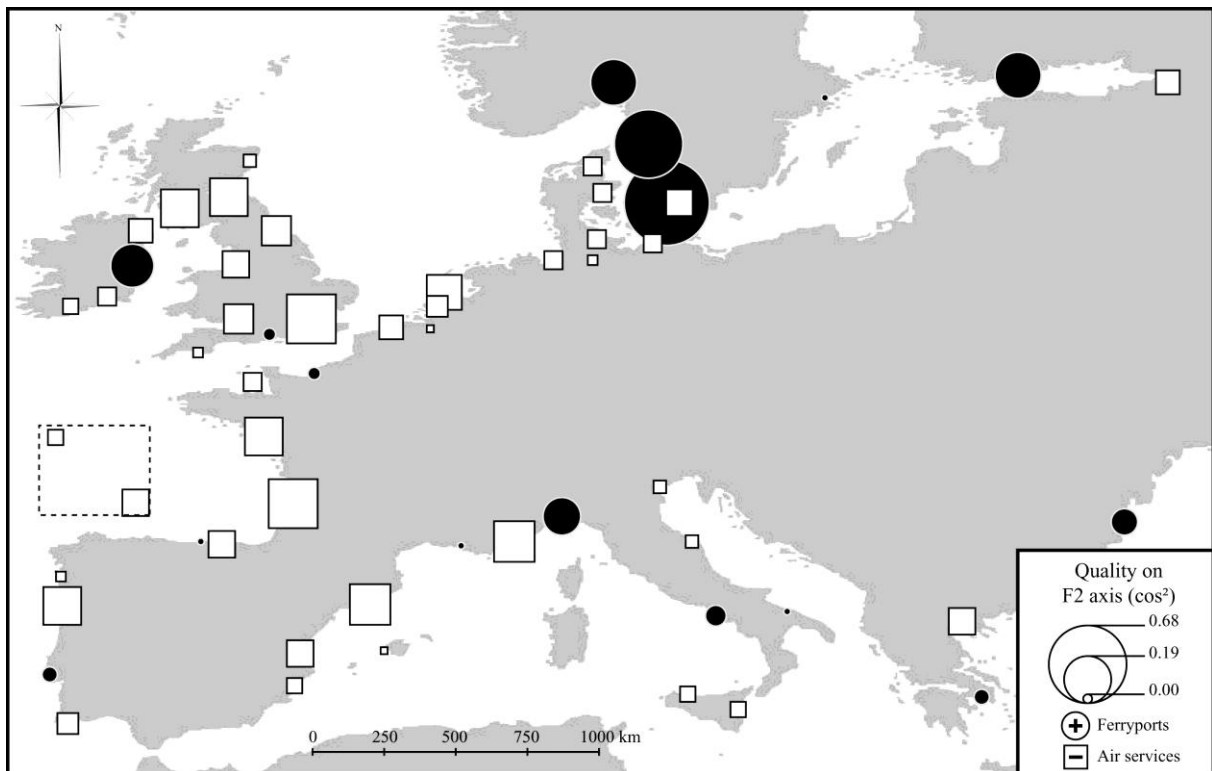 N
0 250 500 750 1000 km
Quality on
F2 axis (cos²)
0.68
0.19
0.00
Ferryports
Air services